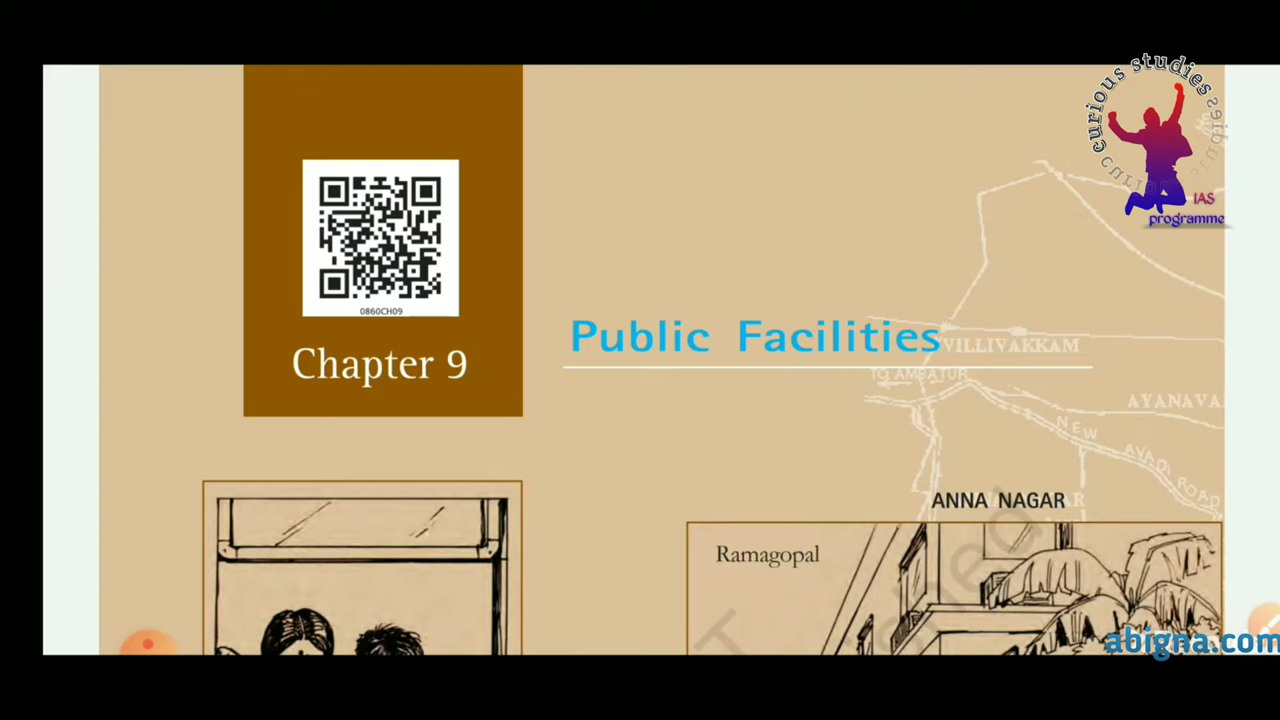 curious studies
IAS
programme
0860CH09
Chapter 9
Public Facilities
VILLIVAKKAM
TO AMBATUR
NEW AVADI ROAD
ANNA NAGAR
Ramagopal
abigna.com